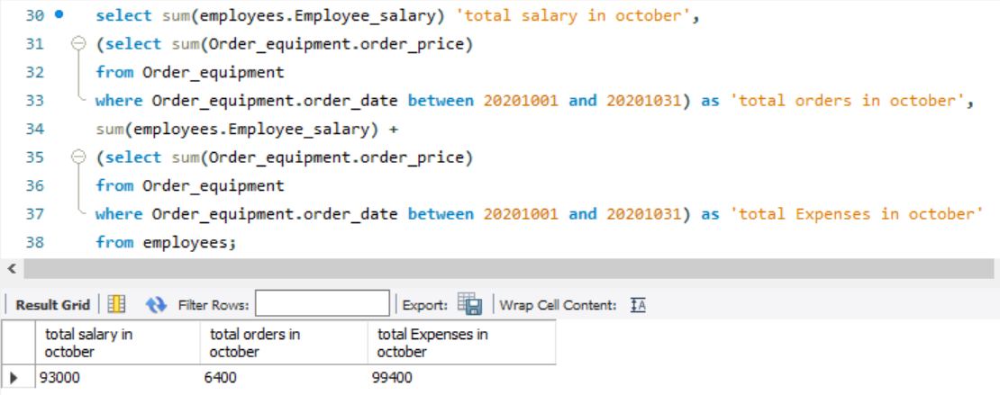 30 select sum(employees.Employee_salary) 'total salary in october',
31 (select sum(Order_equipment.order_price)
32 from Order_equipment
33 where Order_equipment.order_date between 20201001 and 20201031) as 'total orders in october',
34 sum(employees.Employee_salary) +
35 (select sum(Order_equipment.order_price)
36 from Order_equipment
37 where Order_equipment.order_date between 20201001 and 20201031) as 'total Expenses in october'
38 from employees;
Result Grid Filter Rows: Export: Wrap Cell Content: IA
total salary in total orders in total Expenses in
october october october
93000 6400 99400